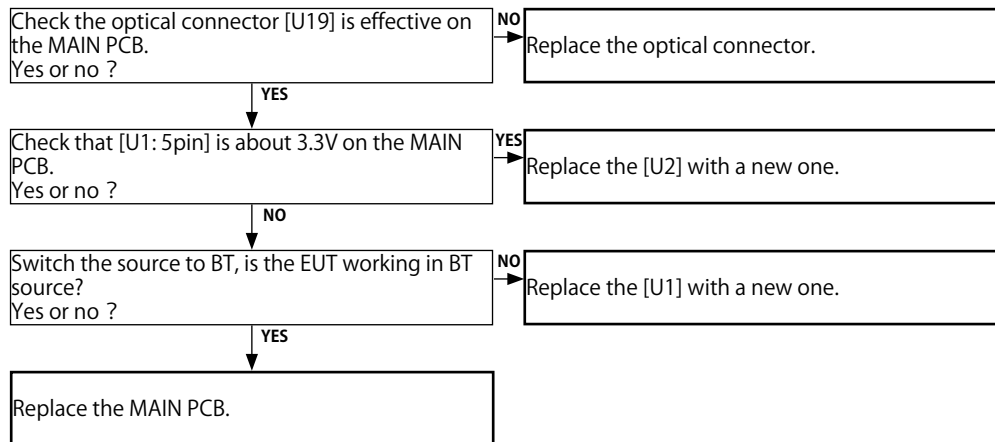 Check the optical connector [U19] is effective on
the MAIN PCB.
Yes or no ?
NO
Replace the optical connector.
YES
Check that [U1: 5pin] is about 3.3V on the MAIN
PCB.
Yes or no ?
YES
Replace the [U2] with a new one.
NO
Switch the source to BT, is the EUT working in BT
source?
Yes or no ?
NO
Replace the [U1] with a new one.
YES
Replace the MAIN PCB.